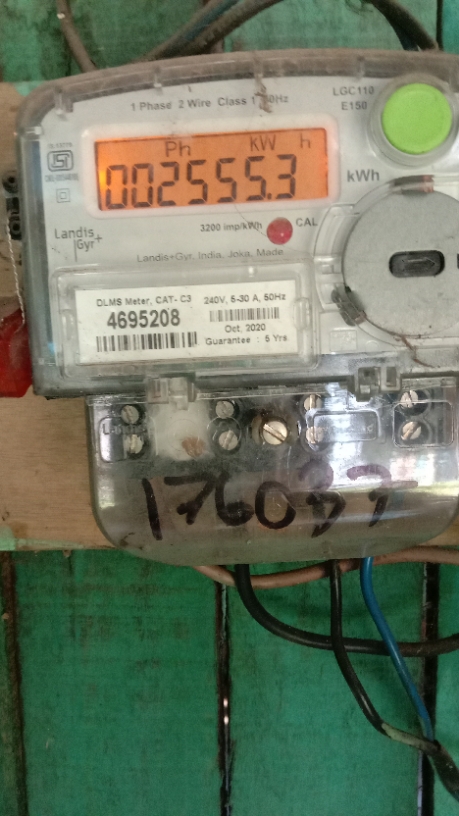 LGC110
E150
1 Phase 2 Wire Class 1 50Hz
Ph kW h
002555.3
kWh
3200 imp/kWh CAL
Landis
Gyr+
Landis+Gyr, India, Joka, Made
DLMS Meter, CAT- C3 240V, 5-30 A, 50Hz
4695208
Oct, 2020
Guarantee : 5 Yrs